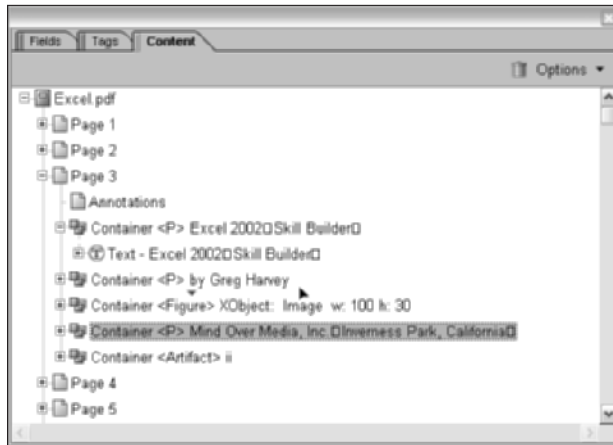 Fields Tags Content
Options
Excel.pdf
Page 1
Page 2
Page 3
Annotations
Container <P> Excel 2002▯Skill Builder▯
Text - Excel 2002▯Skill Builder▯
Container <P> by Greg Harvey
Container <Figure> XObject: Image w: 100 h: 30
Container <P> Mind Over Media, Inc.▯Inverness Park, California▯
Container <Artifact> ii
Page 4
Page 5